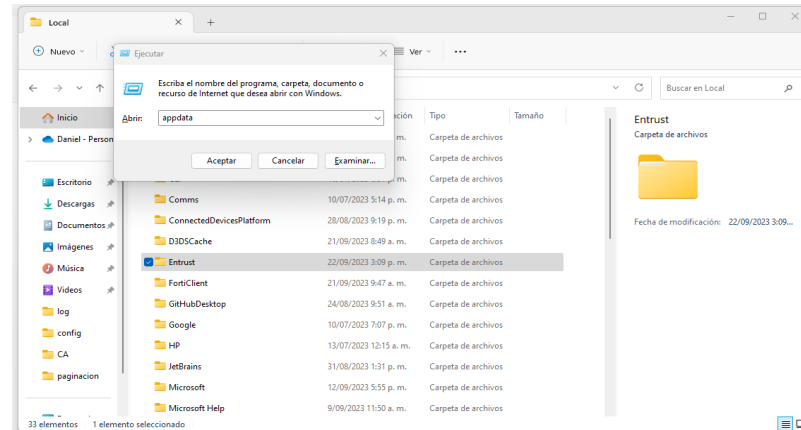 Local
Nuevo
Ver
Ejecutar
Escriba el nombre del programa, carpeta, documento o
recurso de Internet que desea abrir con Windows.
Abrir:
appdata
Aceptar
Cancelar
Examinar...
Buscar en Local
Inicio
Daniel - Person
Escritorio
Descargas
Documentos
Imágenes
Música
Videos
log
config
CA
paginacion
ación Tipo Tamaño
m. Carpeta de archivos
m. Carpeta de archivos
Carpeta de archivos
Comms 10/07/2023 5:14 p. m. Carpeta de archivos
ConnectedDevicesPlatform 28/08/2023 9:19 p. m. Carpeta de archivos
D3DSCache 21/09/2023 8:49 a. m. Carpeta de archivos
Entrust 22/09/2023 3:09 p. m. Carpeta de archivos
FortiClient 21/09/2023 9:47 a. m. Carpeta de archivos
GitHubDesktop 24/08/2023 9:51 a. m. Carpeta de archivos
Google 10/07/2023 7:07 p. m. Carpeta de archivos
HP 13/07/2023 12:15 a. m. Carpeta de archivos
JetBrains 31/08/2023 1:31 p. m. Carpeta de archivos
Microsoft 12/09/2023 5:55 p. m. Carpeta de archivos
Microsoft Help 9/09/2023 11:50 a. m. Carpeta de archivos
Entrust
Carpeta de archivos
Fecha de modificación: 22/09/2023 3:09...
33 elementos 1 elemento seleccionado